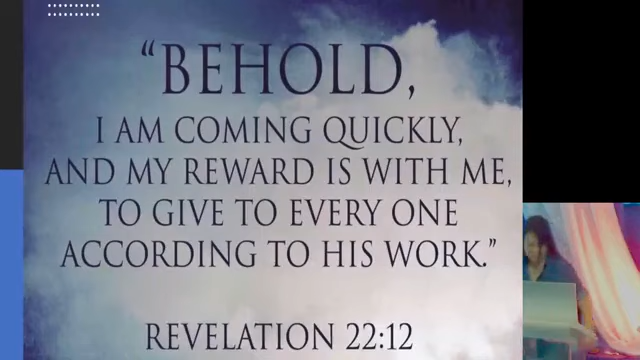 “BEHOLD,
I AM COMING QUICKLY,
AND MY REWARD IS WITH ME,
TO GIVE TO EVERY ONE
ACCORDING TO HIS WORK.”
REVELATION 22:12